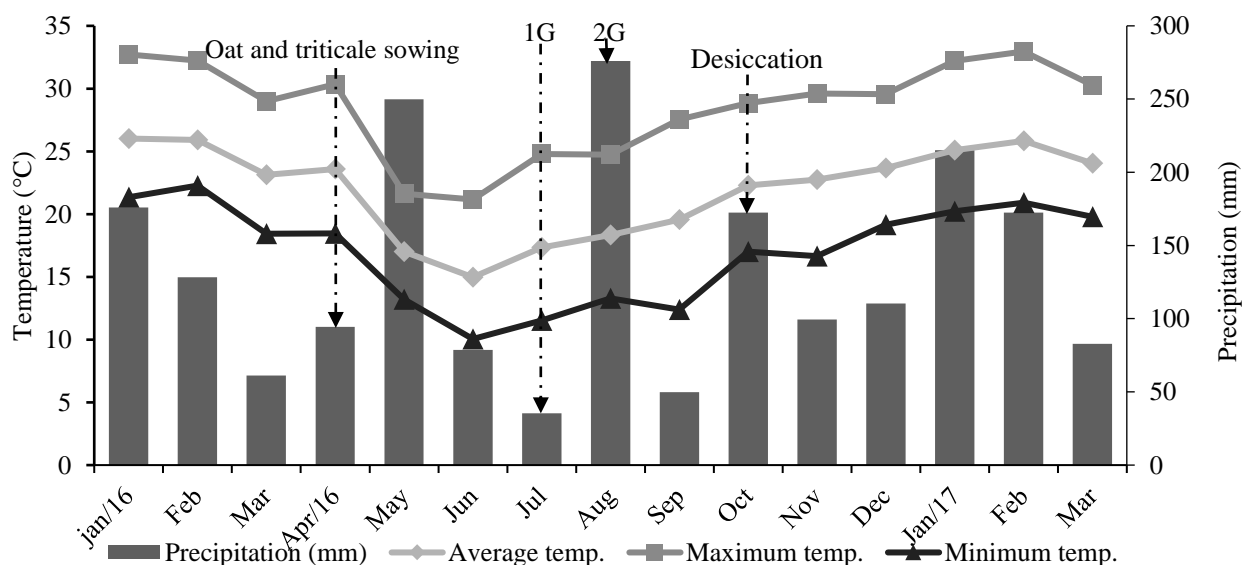 35
30
25
20
15
10
5
0
Temperature (°C)
300
250
200
150
100
50
0
Precipitation (mm)
Oat and triticale sowing
1G
2G
Desiccation
jan/16
Feb
Mar
Apr/16
May
Jun
Jul
Aug
Sep
Oct
Nov
Dec
Jan/17
Feb
Mar
Precipitation (mm) Average temp. Maximum temp. Minimum temp.